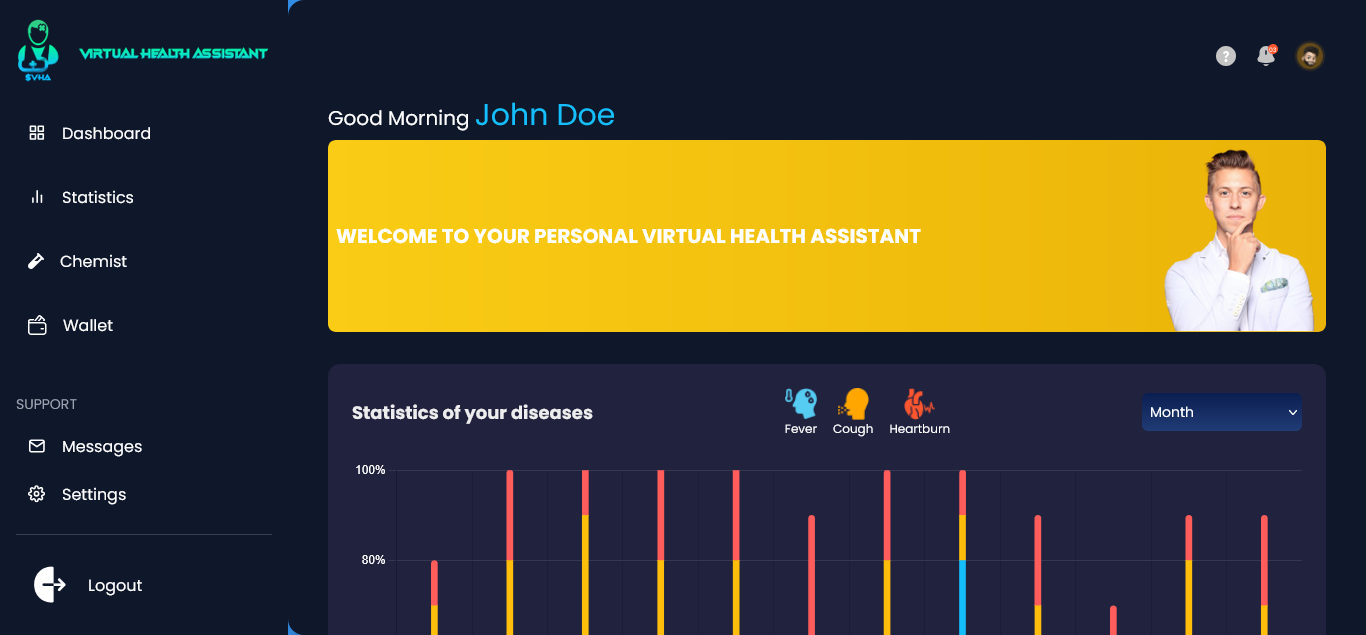 VIRTUAL HEALTH ASSISTANT
$VHA
Dashboard
Statistics
Chemist
Wallet
SUPPORT
Messages
Settings
Logout
?
Good Morning John Doe
WELCOME TO YOUR PERSONAL VIRTUAL HEALTH ASSISTANT
Statistics of your diseases
Fever
Cough
Heartburn
Month
100%
80%